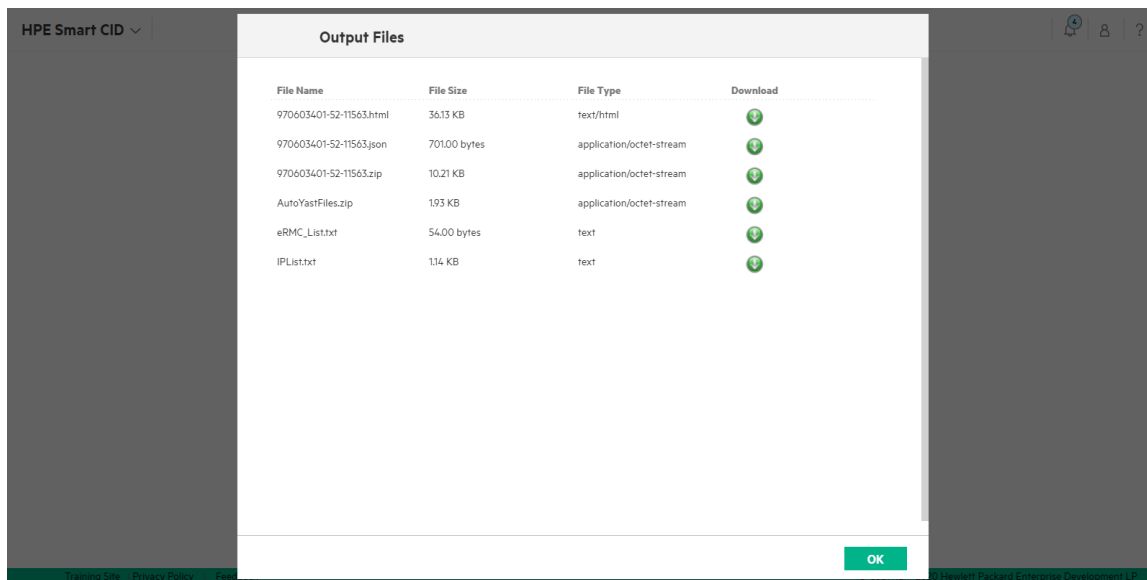 HPE Smart CID
4
?
Output Files
File Name File Size File Type Download
970603401-52-11563.html 36.13 KB text/html
970603401-52-11563.json 701.00 bytes application/octet-stream
970603401-52-11563.zip 10.21 KB application/octet-stream
AutoYastFiles.zip 1.93 KB application/octet-stream
eRMC_List.txt 54.00 bytes text
IPList.txt 1.14 KB text
OK
Training Site Privacy Policy Hewlett Packard Enterprise Development LP